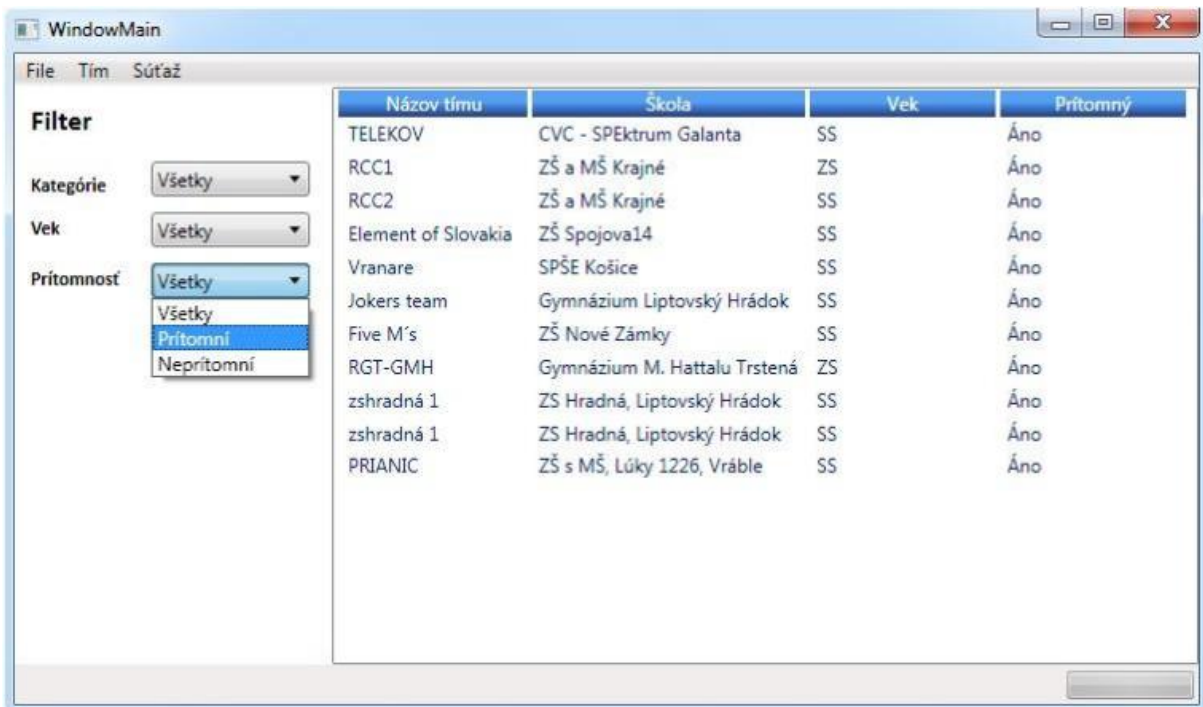 WindowMain
File Tím Súťaž
Filter
Kategórie Všetky
Vek Všetky
Prítomnosť Všetky
Všetky
Prítomní
Neprítomní
Názov tímu Škola Vek Prítomný
TELEKOV CVC - SPEktrum Galanta SS Áno
RCC1 ZŠ a MŠ Krajné ZS Áno
RCC2 ZŠ a MŠ Krajné SS Áno
Element of Slovakia ZŠ Spojova14 SS Áno
Vranare SPŠE Košice SS Áno
Jokers team Gymnázium Liptovský Hrádok SS Áno
Five M´s ZŠ Nové Zámky SS Áno
RGT-GMH Gymnázium M. Hattalu Trstená ZS Áno
zshradná 1 ZS Hradná, Liptovský Hrádok SS Áno
zshradná 1 ZS Hradná, Liptovský Hrádok SS Áno
PRIANIC ZŠ s MŠ, Lúky 1226, Vráble SS Áno